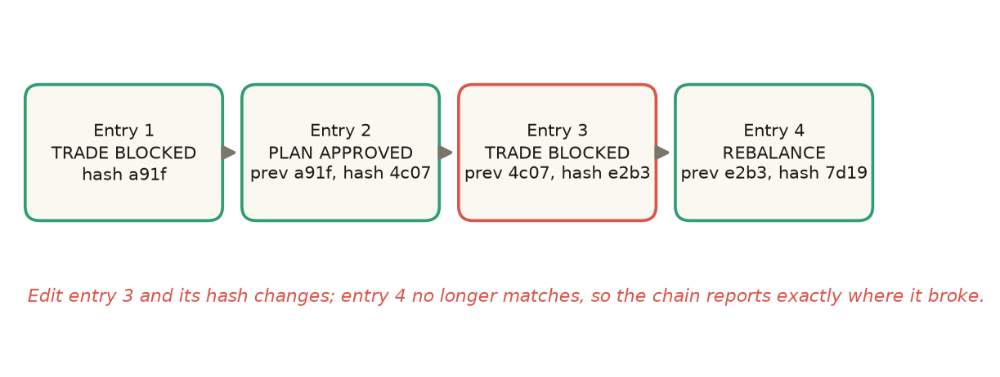 Entry 1
TRADE BLOCKED
hash a91f
Entry 2
PLAN APPROVED
prev a91f, hash 4c07
Entry 3
TRADE BLOCKED
prev 4c07, hash e2b3
Entry 4
REBALANCE
prev e2b3, hash 7d19
Edit entry 3 and its hash changes; entry 4 no longer matches, so the chain reports exactly where it broke.